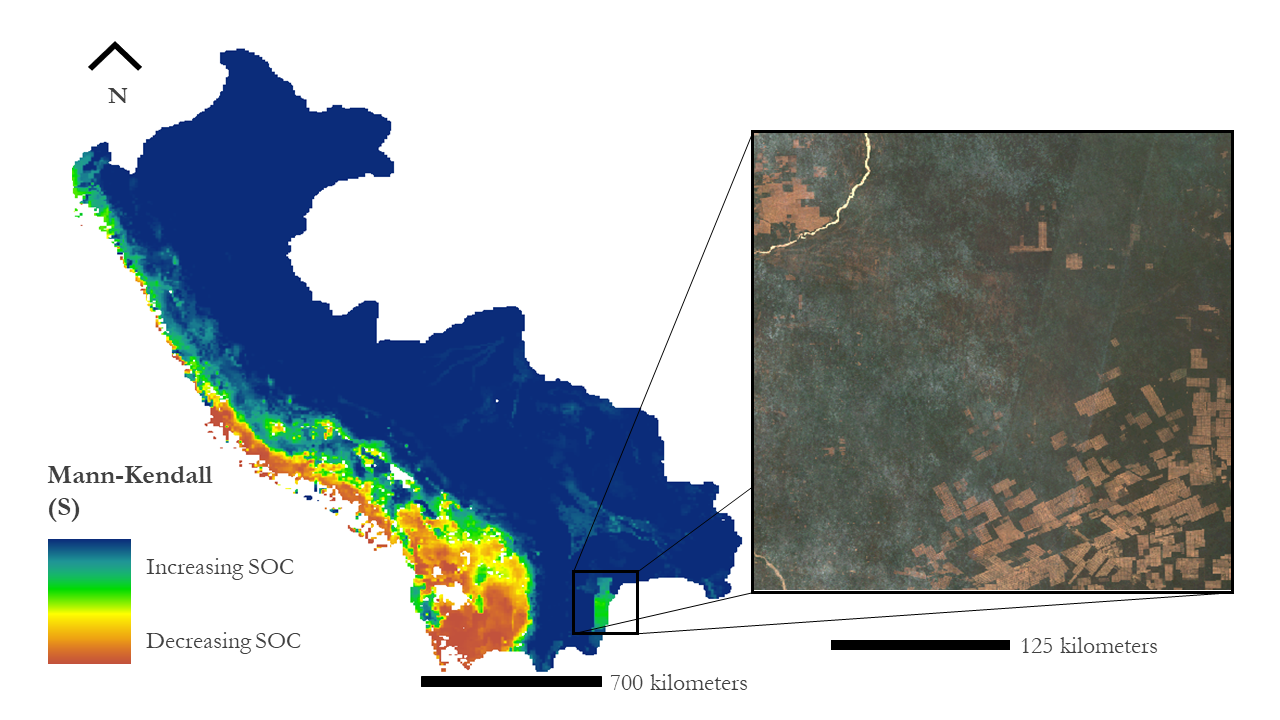 N
Mann-Kendall
(S)
Increasing SOC
Decreasing SOC
700 kilometers
125 kilometers